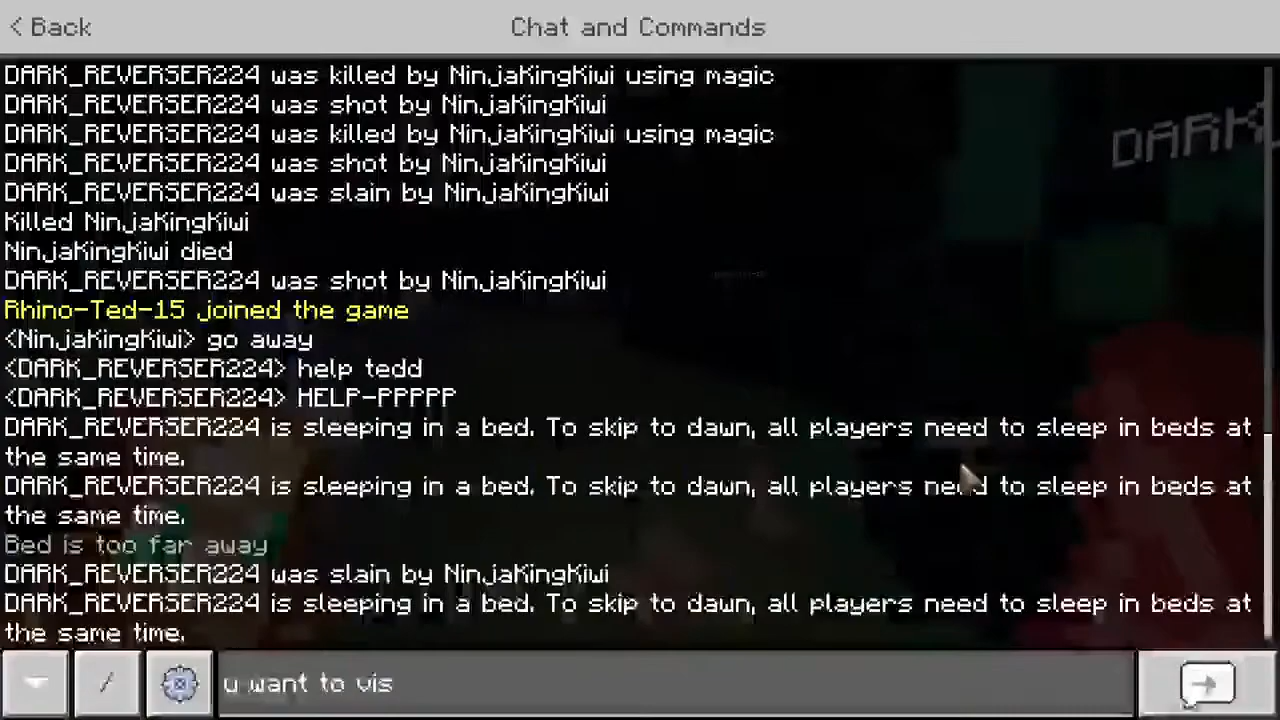 < Back
Chat and Commands
DARK_REVERSER224 was killed by NinjaKingKiwi using magic
DARK_REVERSER224 was shot by NinjaKingKiwi
DARK_REVERSER224 was killed by NinjaKingKiwi using magic
DARK_REVERSER224 was shot by NinjaKingKiwi
DARK_REVERSER224 was slain by NinjaKingKiwi
Killed NinjaKingKiwi
NinjaKingKiwi died
DARK_REVERSER224 was shot by NinjaKingKiwi
Rhino-Ted-15 joined the game
<NinjaKingKiwi> go away
<DARK_REVERSER224> help tedd
<DARK_REVERSER224> HELP-PPPPP
DARK_REVERSER224 is sleeping in a bed. To skip to dawn, all players need to sleep in beds at
the same time.
DARK_REVERSER224 is sleeping in a bed. To skip to dawn, all players need to sleep in beds at
the same time.
Bed is too far away
DARK_REVERSER224 was slain by NinjaKingKiwi
DARK_REVERSER224 is sleeping in a bed. To skip to dawn, all players need to sleep in beds at
the same time.
/
u want to vis
DARK